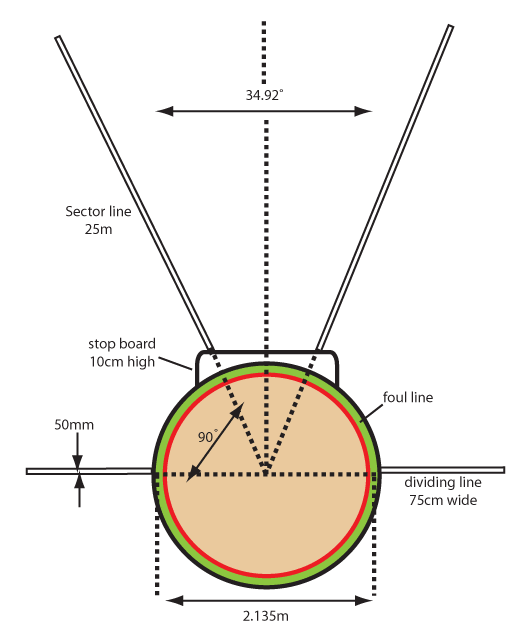 34.92°
Sector line
25m
stop board
10cm high
foul line
90°
50mm
dividing line
75cm wide
2.135m